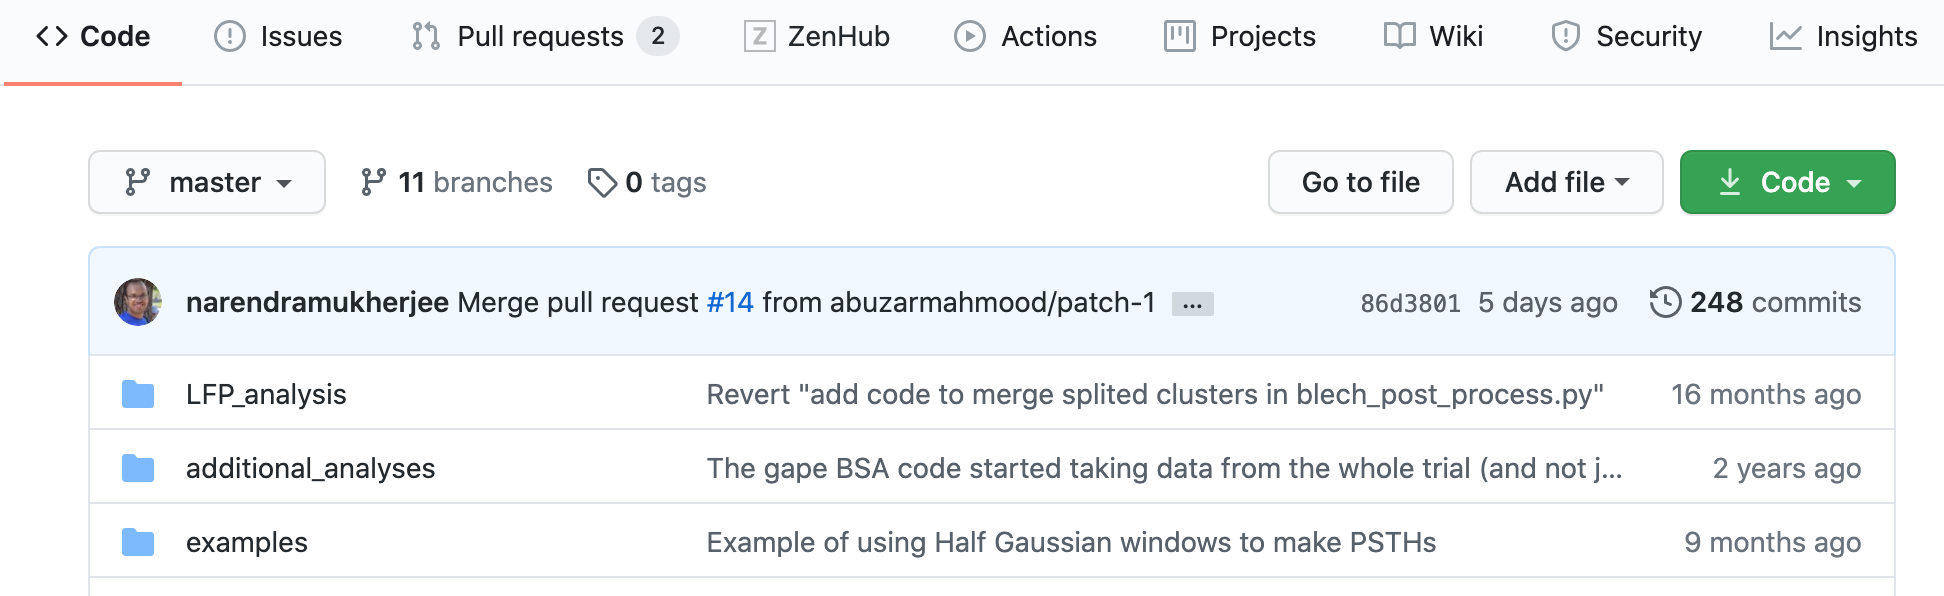 Code Issues Pull requests 2 Z ZenHub Actions Projects Wiki Security Insights
master 11 branches 0 tags Go to file Add file Code
narendramukherjee Merge pull request #14 from abuzarmahmood/patch-1 ... 86d3801 5 days ago 248 commits
LFP_analysis Revert "add code to merge splited clusters in blech_post_process.py" 16 months ago
additional_analyses The gape BSA code started taking data from the whole trial (and not j... 2 years ago
examples Example of using Half Gaussian windows to make PSTHs 9 months ago